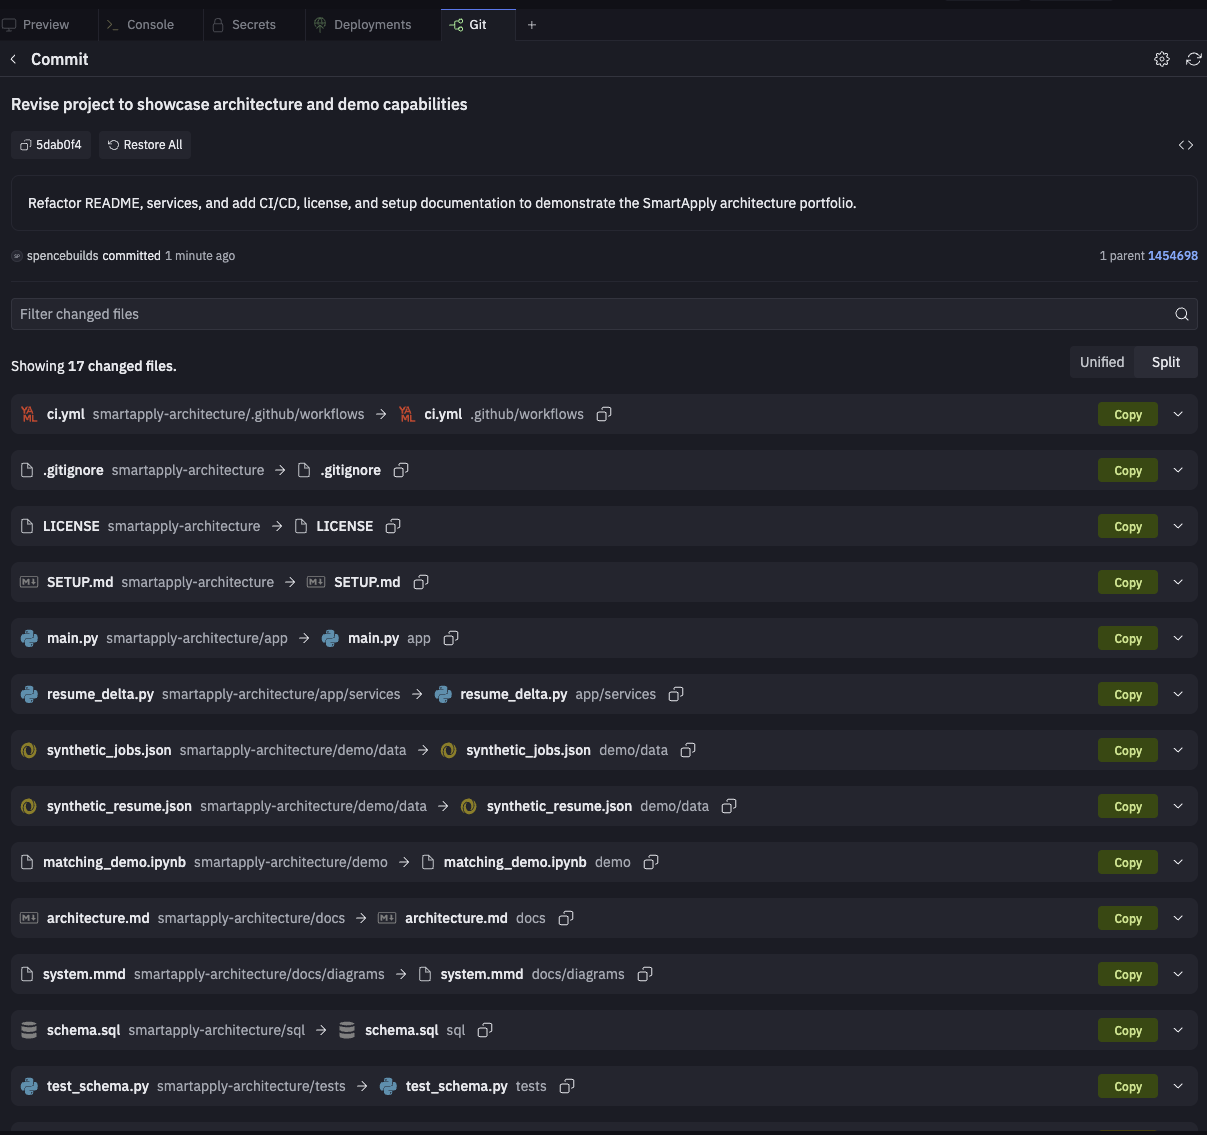 Preview Console Secrets Deployments Git
Commit
Revise project to showcase architecture and demo capabilities
5dab0f4 Restore All
Refactor README, services, and add CI/CD, license, and setup documentation to demonstrate the SmartApply architecture portfolio.
spencebuilds committed 1 minute ago 1 parent 1454698
Filter changed files
Showing 17 changed files. Unified Split
YAML ci.yml smartapply-architecture/.github/workflows → YAML ci.yml .github/workflows Copy
.gitignore smartapply-architecture → .gitignore Copy
LICENSE smartapply-architecture → LICENSE Copy
SETUP.md smartapply-architecture → SETUP.md Copy
main.py smartapply-architecture/app → main.py app Copy
resume_delta.py smartapply-architecture/app/services → resume_delta.py app/services Copy
synthetic_jobs.json smartapply-architecture/demo/data → synthetic_jobs.json demo/data Copy
synthetic_resume.json smartapply-architecture/demo/data → synthetic_resume.json demo/data Copy
matching_demo.ipynb smartapply-architecture/demo → matching_demo.ipynb demo Copy
architecture.md smartapply-architecture/docs → architecture.md docs Copy
system.mmd smartapply-architecture/docs/diagrams → system.mmd docs/diagrams Copy
schema.sql smartapply-architecture/sql → schema.sql sql Copy
test_schema.py smartapply-architecture/tests → test_schema.py tests Copy